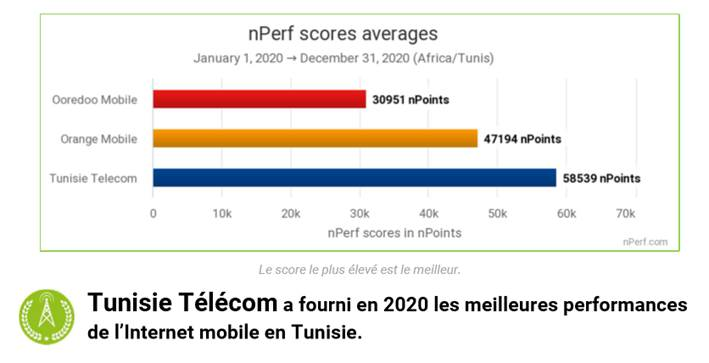 nPerf scores averages
January 1, 2020 → December 31, 2020 (Africa/Tunis)
Ooredoo Mobile 30951 nPoints
Orange Mobile 47194 nPoints
Tunisie Telecom 58539 nPoints
0 10k 20k 30k 40k 50k 60k 70k
nPerf scores in nPoints
nPerf.com
Le score le plus élevé est le meilleur.
Tunisie Télécom a fourni en 2020 les meilleures performances
de l’Internet mobile en Tunisie.